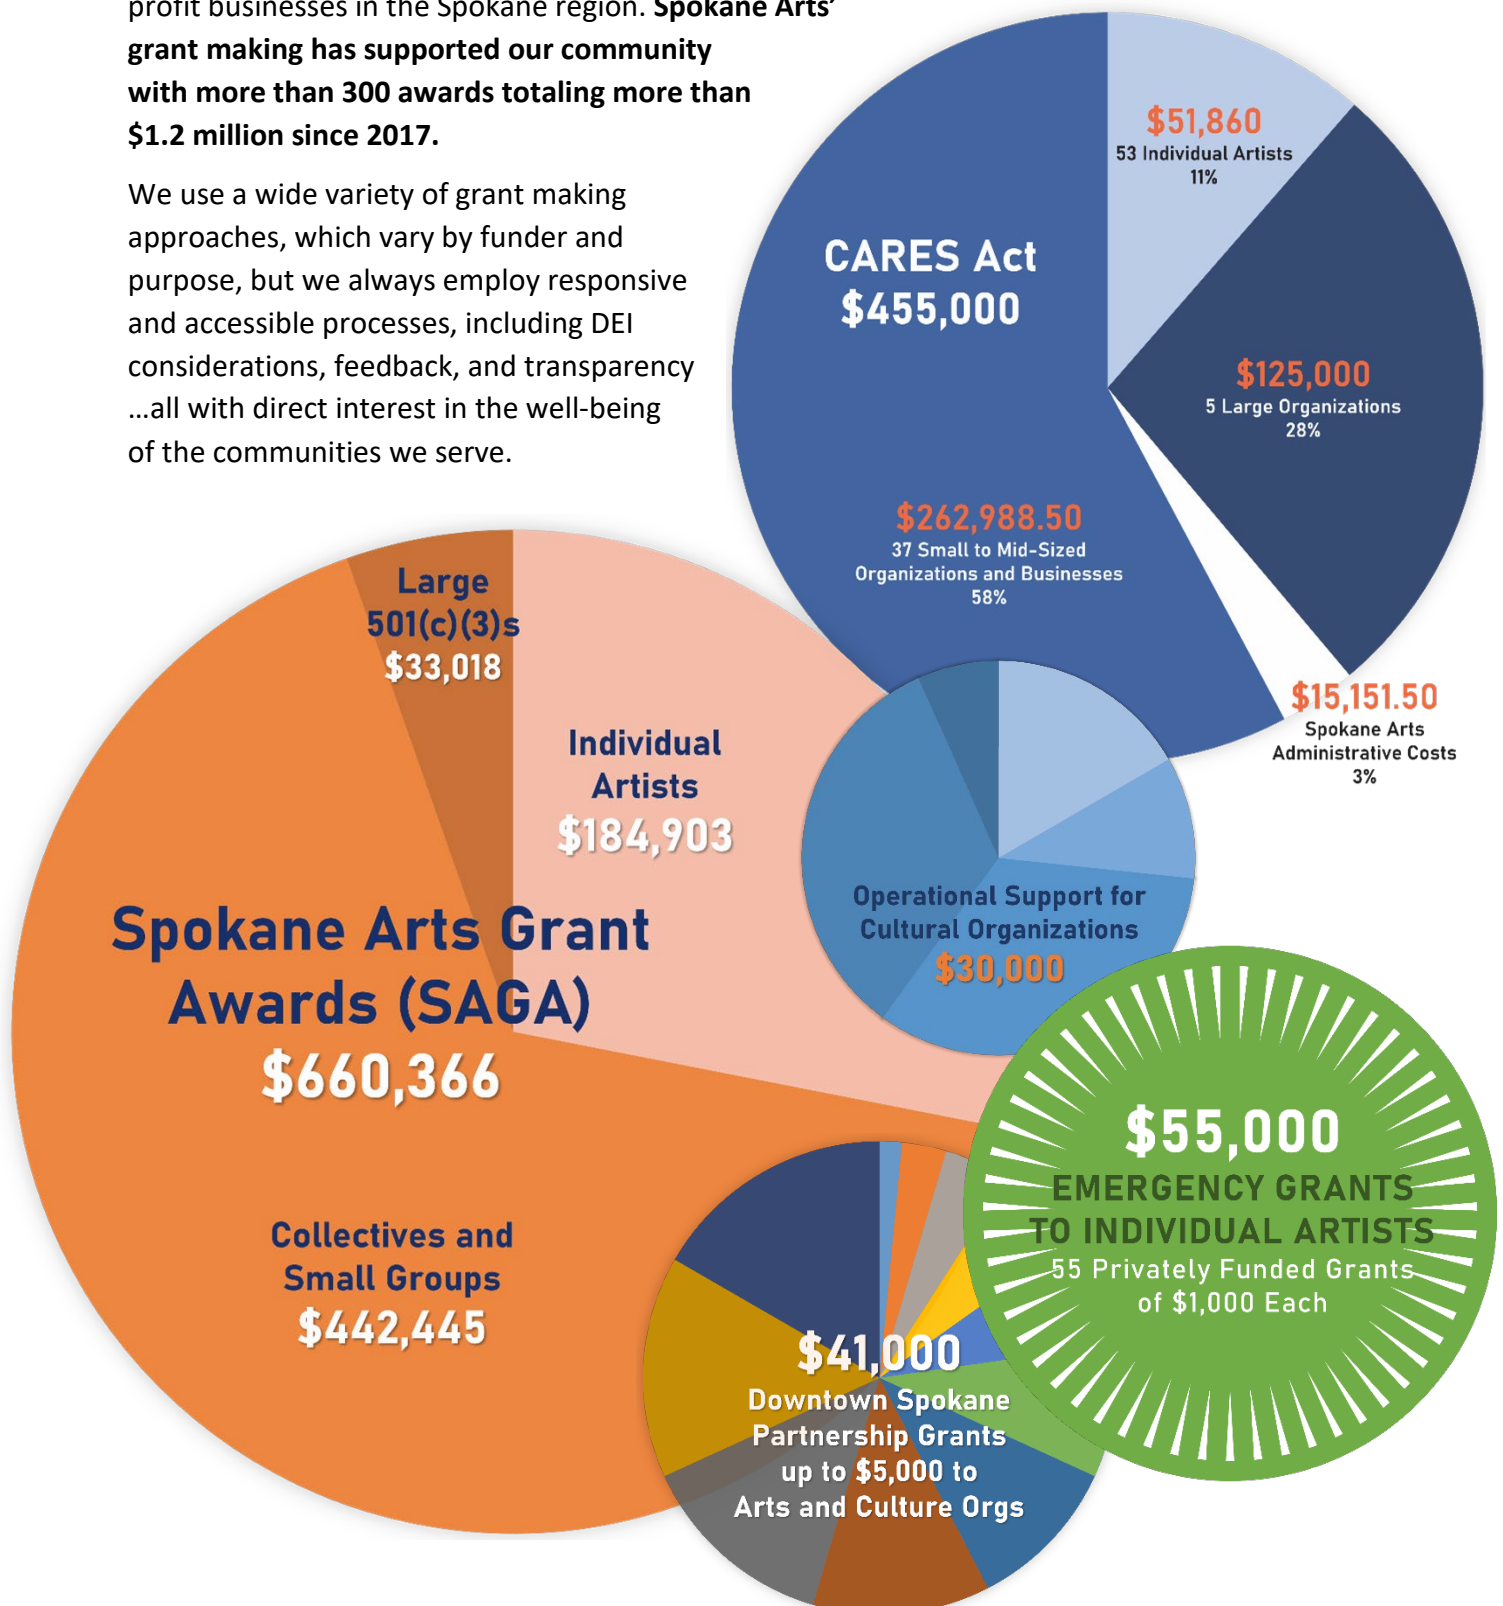 profit businesses in the Spokane region. Spokane Arts’
grant making has supported our community
with more than 300 awards totaling more than
$1.2 million since 2017.
We use a wide variety of grant making
approaches, which vary by funder and
purpose, but we always employ responsive
and accessible processes, including DEI
considerations, feedback, and transparency
…all with direct interest in the well-being
of the communities we serve.
$51,860
53 Individual Artists
11%
CARES Act
$455,000
$125,000
5 Large Organizations
28%
$262,988.50
37 Small to Mid-Sized
Organizations and Businesses
58%
$15,151.50
Spokane Arts
Administrative Costs
3%
Large
501(c)(3)s
$33,018
Individual
Artists
$184,903
Spokane Arts Grant
Awards (SAGA)
$660,366
Collectives and
Small Groups
$442,445
Operational Support for
Cultural Organizations
$30,000
$55,000
EMERGENCY GRANTS
TO INDIVIDUAL ARTISTS
55 Privately Funded Grants
of $1,000 Each
$41,000
Downtown Spokane
Partnership Grants
up to $5,000 to
Arts and Culture Orgs